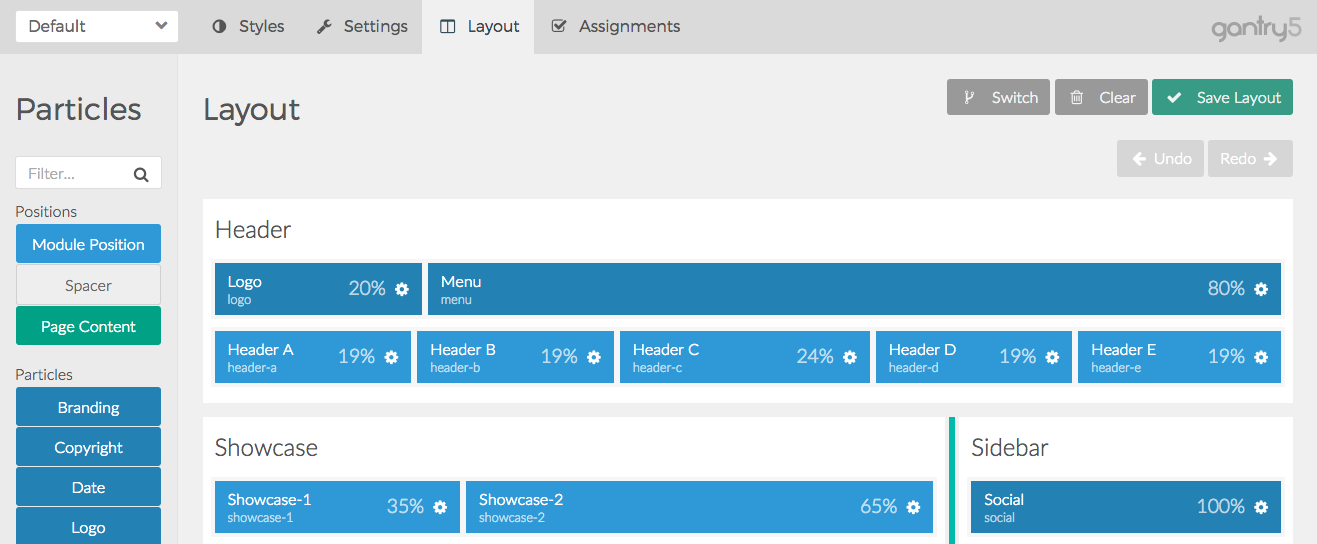 Default
Styles
Settings
Layout
Assignments
gantry5
Particles
Filter...
Positions
Module Position
Spacer
Page Content
Particles
Branding
Copyright
Date
Logo
Layout
Switch
Clear
Save Layout
Undo
Redo
Header
Logo 20%
logo
Menu 80%
menu
Header A 19%
header-a
Header B 19%
header-b
Header C 24%
header-c
Header D 19%
header-d
Header E 19%
header-e
Showcase
Showcase-1 35%
showcase-1
Showcase-2 65%
showcase-2
Sidebar
Social 100%
social